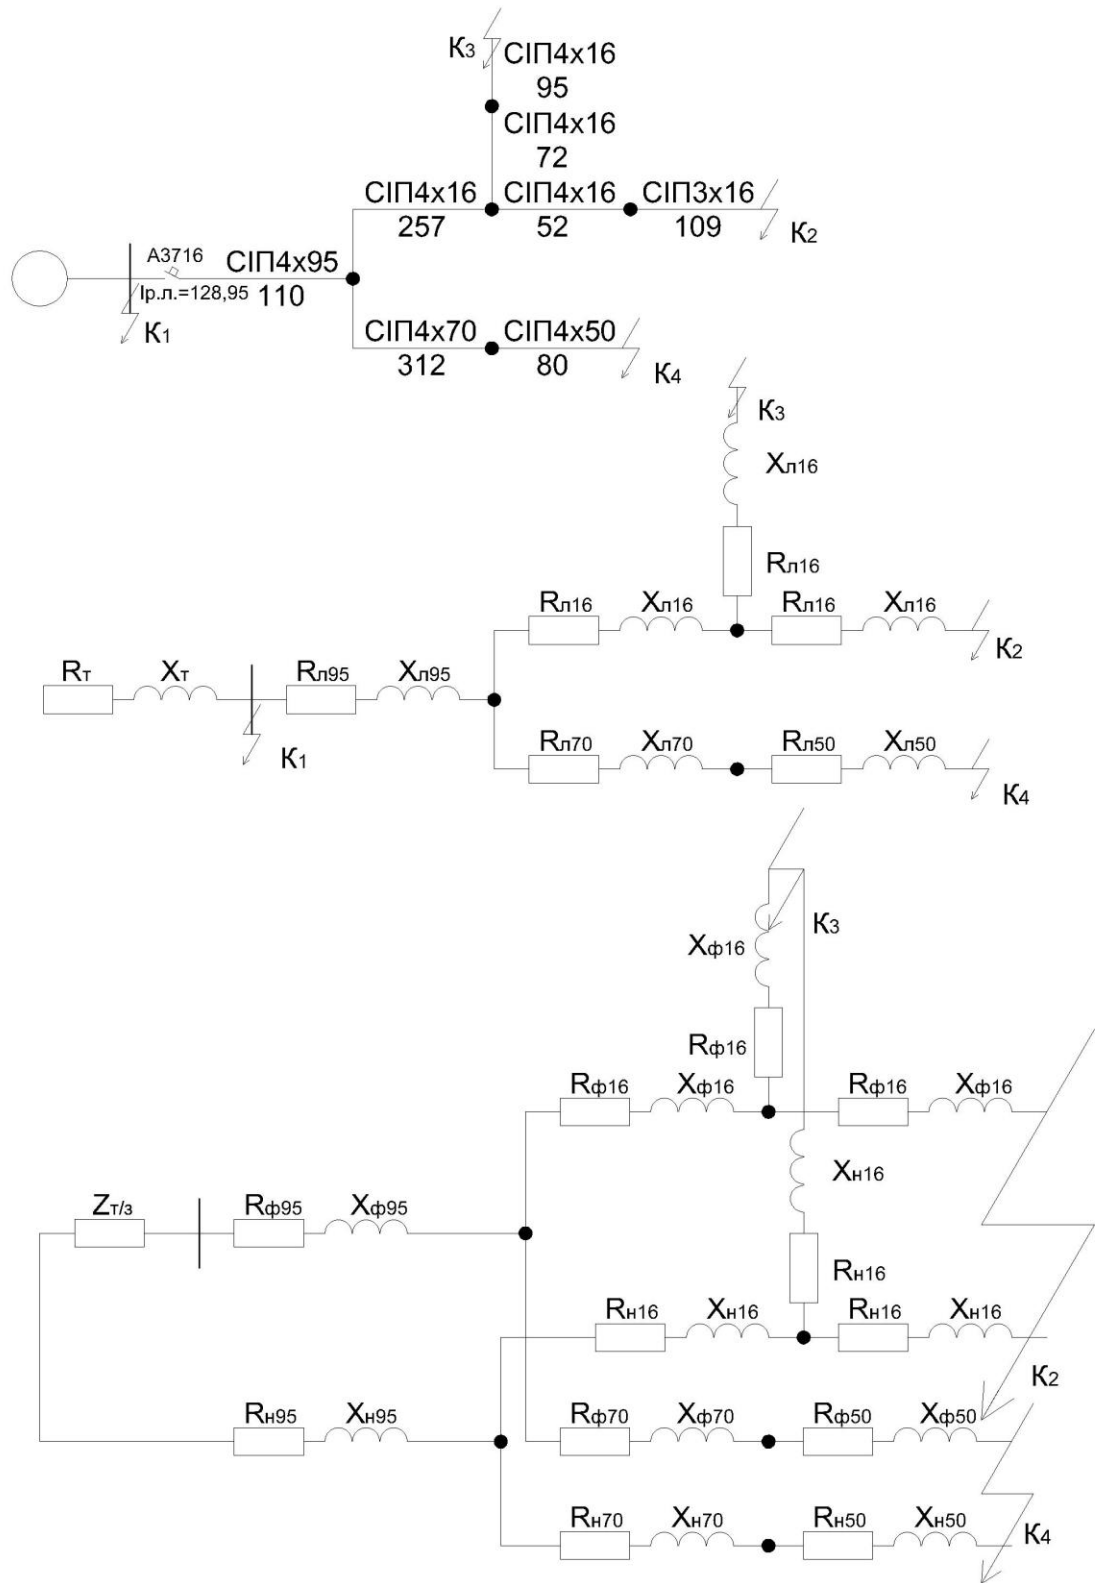 К3
СІП4х16
95
СІП4х16
72
СІП4х16 СІП4х16 СІП3х16
257 52 109
К2
А3716 СІП4х95
Ір.л.=128,95 110
К1
СІП4х70 СІП4х50
312 80
К4
К3
Хл16
Rл16
Rл16 Хл16 Rл16 Хл16
К2
Rт Хт Rл95 Хл95
К1
Rл70 Хл70 Rл50 Хл50
К4
К3
Хф16
Rф16
Rф16 Хф16 Rф16 Хф16
Хн16
Zт/з Rф95 Хф95
Rн16
Rн16 Хн16 Rн16 Хн16
К2
Rн95 Хн95 Rф70 Хф70 Rф50 Хф50
Rн70 Хн70 Rн50 Хн50
К4